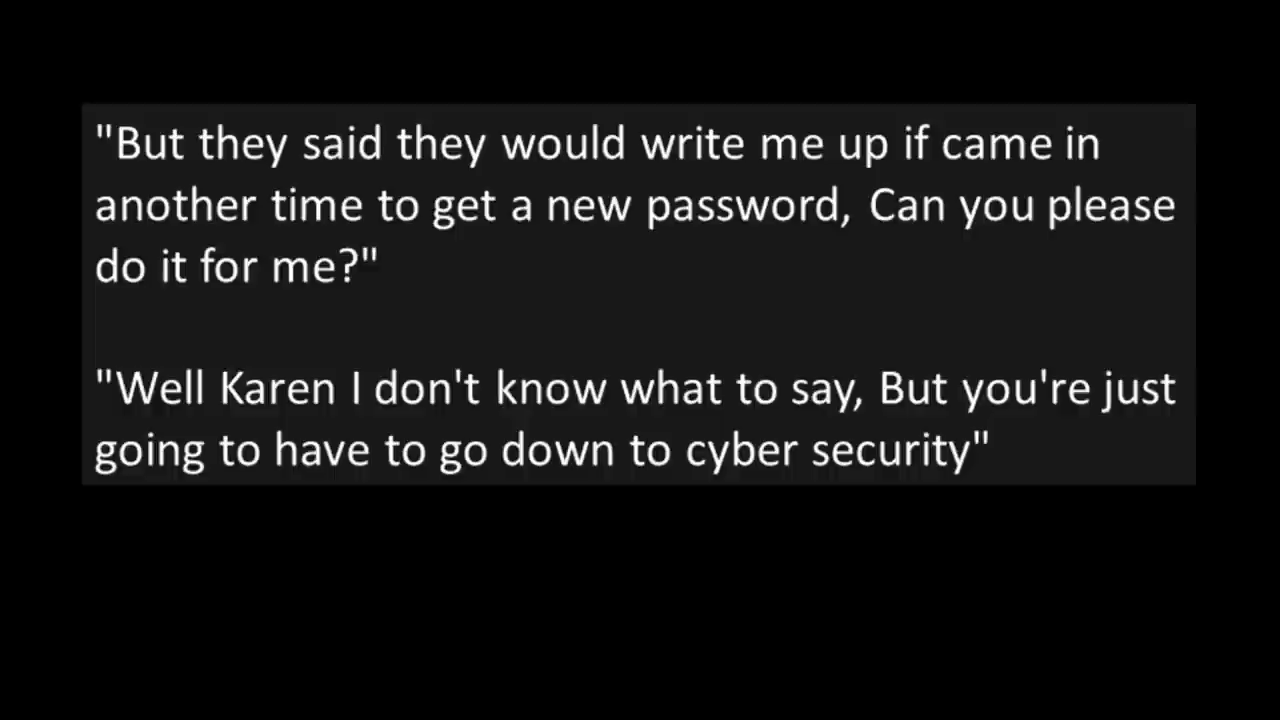 "But they said they would write me up if came in
another time to get a new password, Can you please
do it for me?"
"Well Karen I don't know what to say, But you're just
going to have to go down to cyber security"